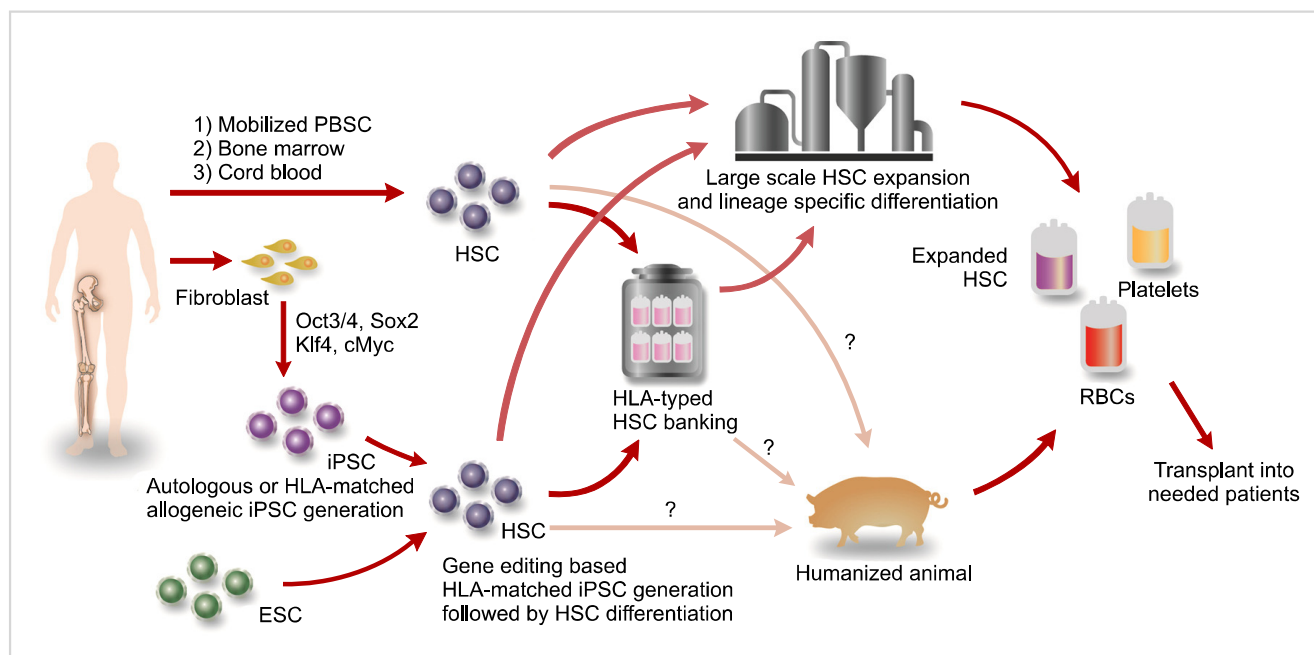 1) Mobilized PBSC
2) Bone marrow
3) Cord blood
HSC
Fibroblast
Oct3/4, Sox2
Klf4, cMyc
iPSC
Autologous or HLA-matched
allogeneic iPSC generation
ESC
HSC
Gene editing based
HLA-matched iPSC generation
followed by HSC differentiation
Large scale HSC expansion
and lineage specific differentiation
HLA-typed
HSC banking
?
?
?
Humanized animal
Expanded
HSC
Platelets
RBCs
Transplant into
needed patients